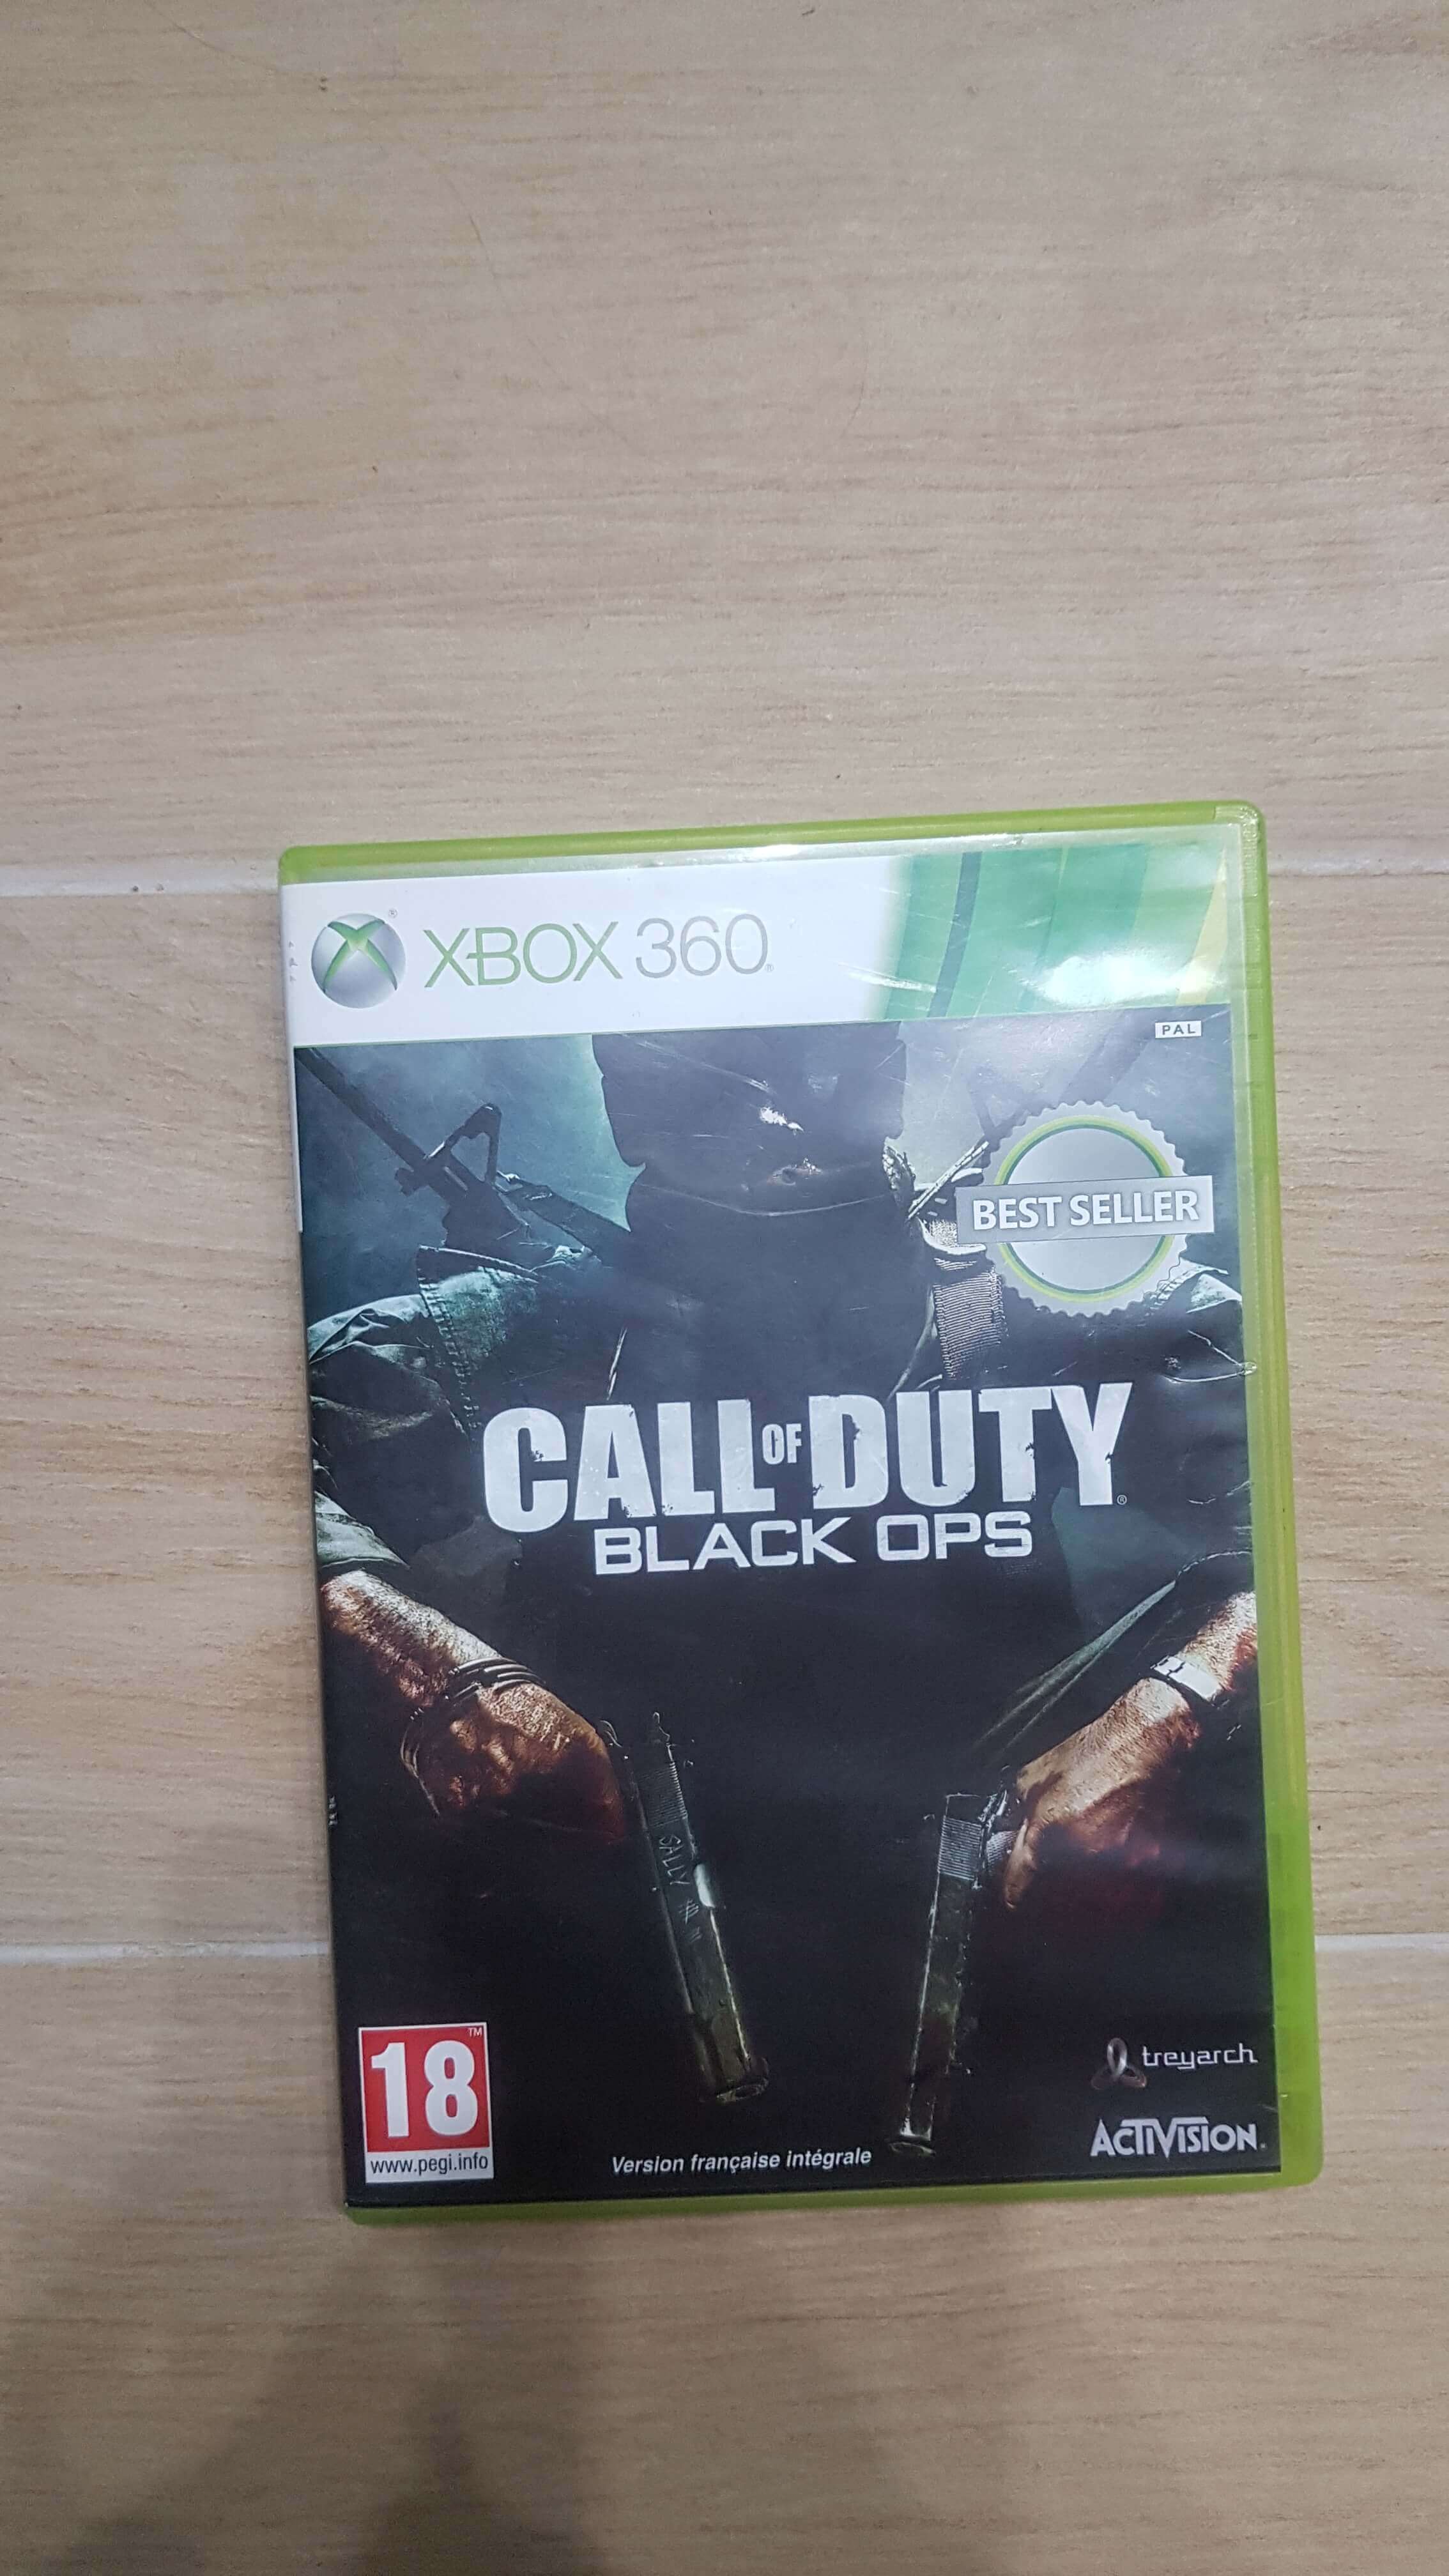 XBOX 360
PAL
BEST SELLER
CALL OF DUTY®
BLACK OPS
SALLY
18™
www.pegi.info
treyarch
ACTIVISION
Version française intégrale